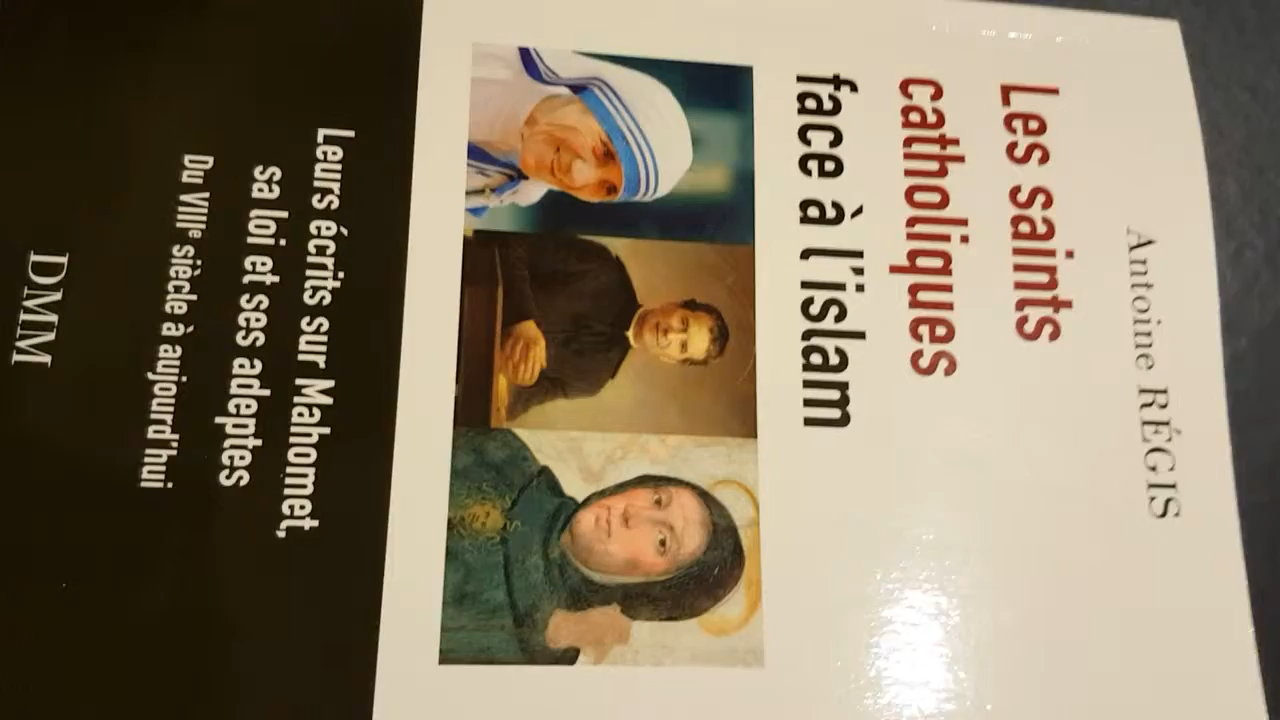 Antoine RÉGIS
Les saints
catholiques
face à l'islam
Leurs écrits sur Mahomet,
sa loi et ses adeptes
Du VIIIe siècle à aujourd'hui
DMM